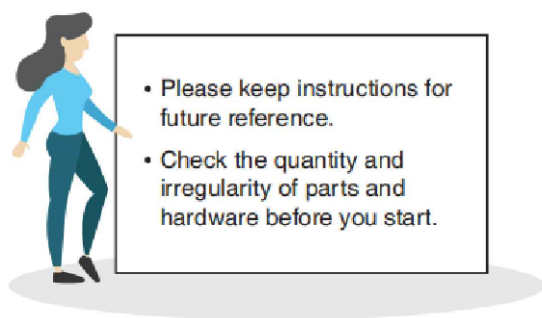 • Please keep instructions for
future reference.
• Check the quantity and
irregularity of parts and
hardware before you start.